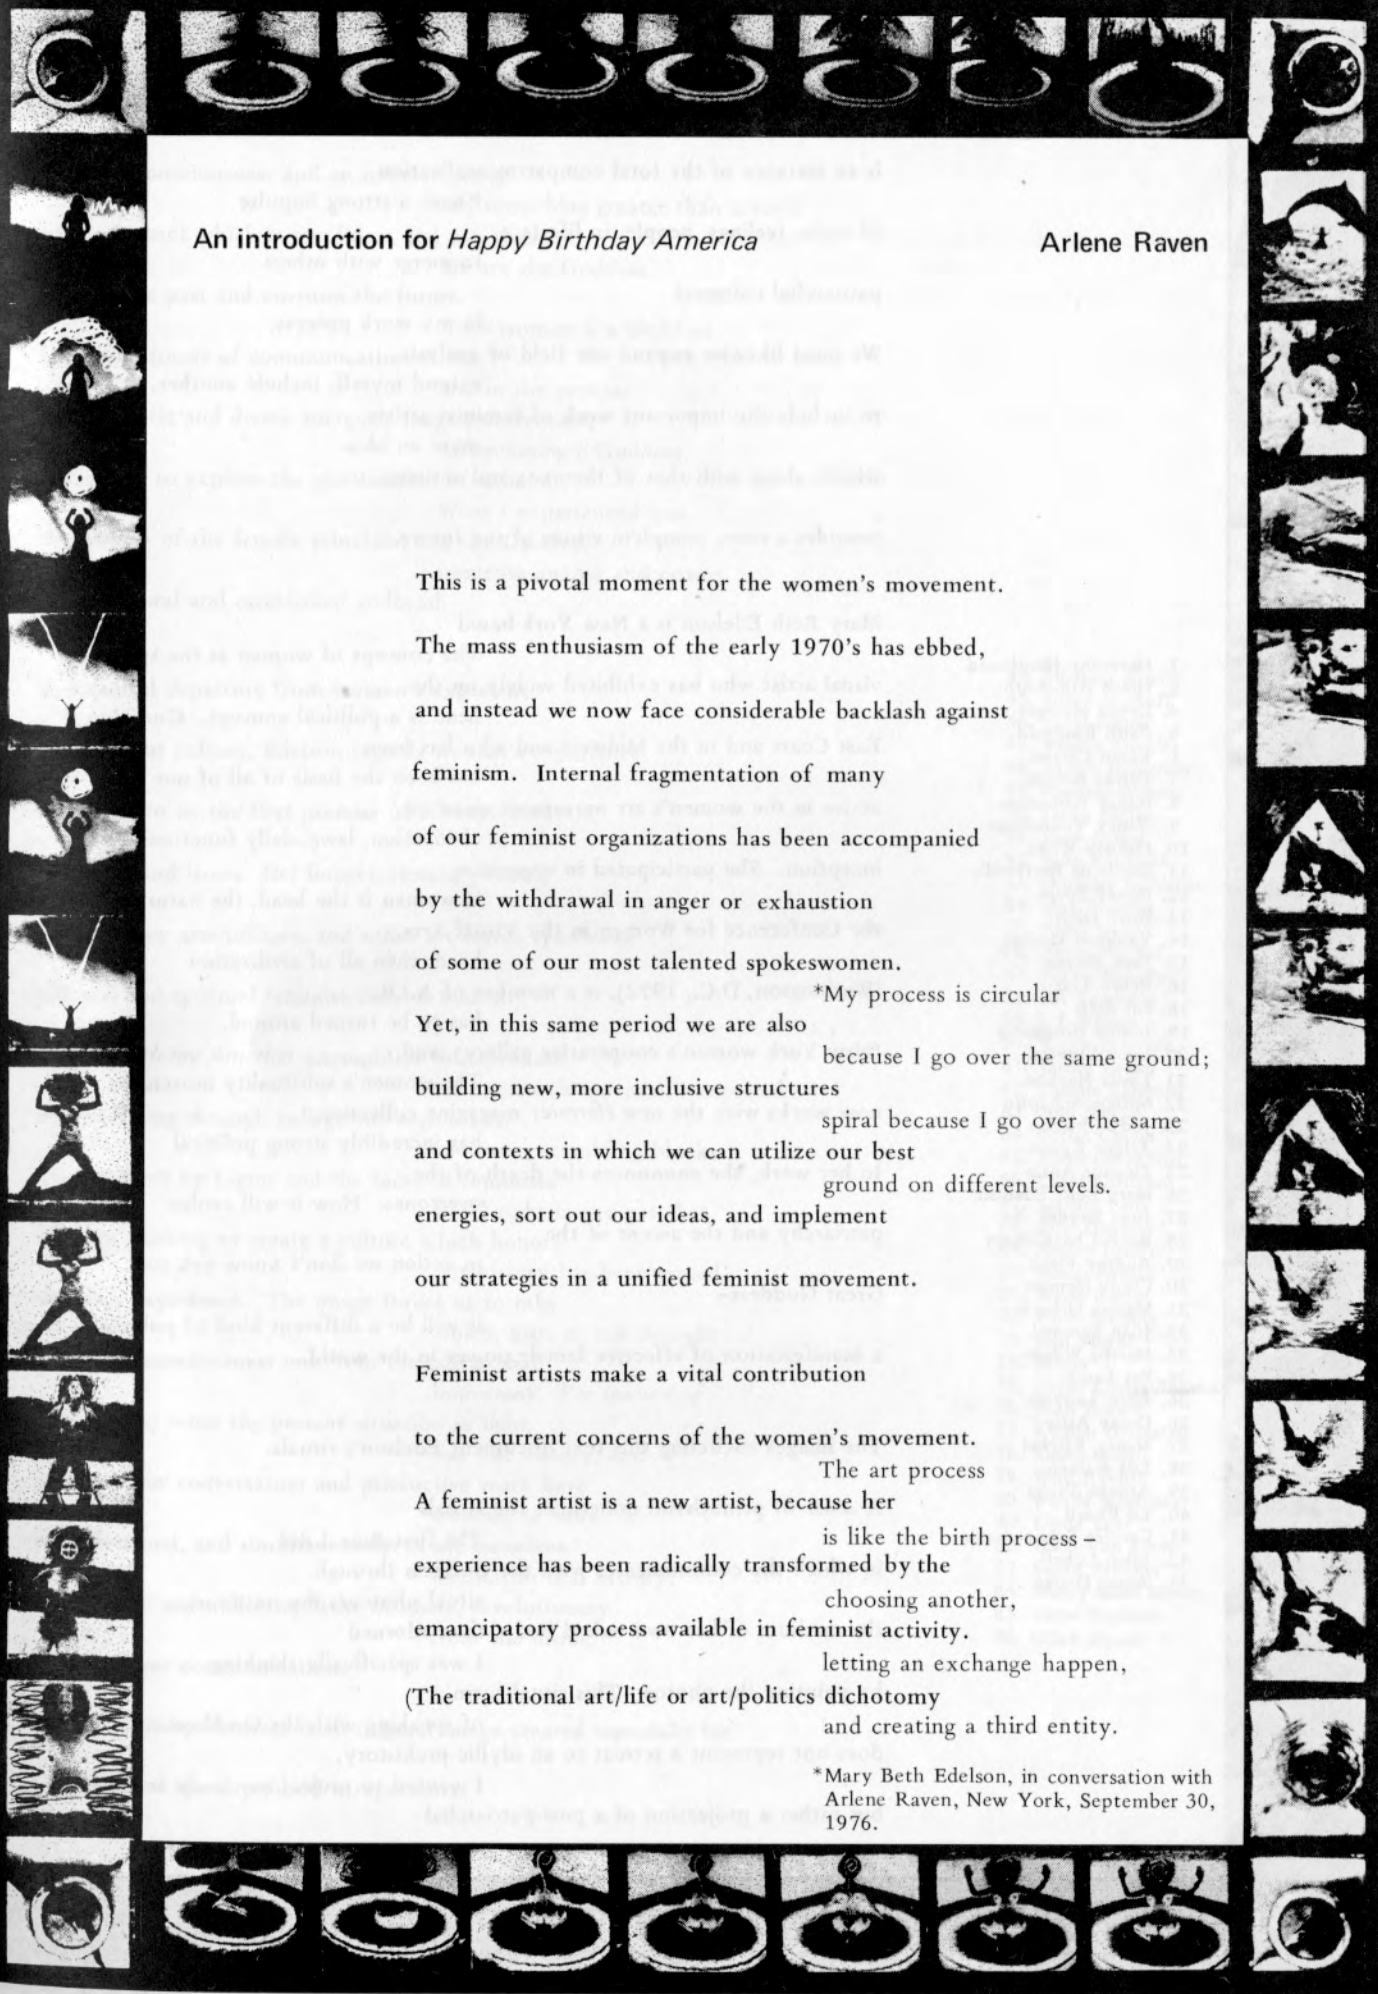 An introduction for Happy Birthday America
Arlene Raven
This is a pivotal moment for the women's movement.
The mass enthusiasm of the early 1970's has ebbed,
and instead we now face considerable backlash against
feminism. Internal fragmentation of many
of our feminist organizations has been accompanied
by the withdrawal in anger or exhaustion
of some of our most talented spokeswomen.
*My process is circular
Yet, in this same period we are also
because I go over the same ground;
building new, more inclusive structures
spiral because I go over the same
and contexts in which we can utilize our best
ground on different levels.
energies, sort out our ideas, and implement
our strategies in a unified feminist movement.
Feminist artists make a vital contribution
to the current concerns of the women's movement.
The art process
A feminist artist is a new artist, because her
is like the birth process –
experience has been radically transformed by the
choosing another,
emancipatory process available in feminist activity.
letting an exchange happen,
(The traditional art/life or art/politics dichotomy
and creating a third entity.
*Mary Beth Edelson, in conversation with
Arlene Raven, New York, September 30,
1976.